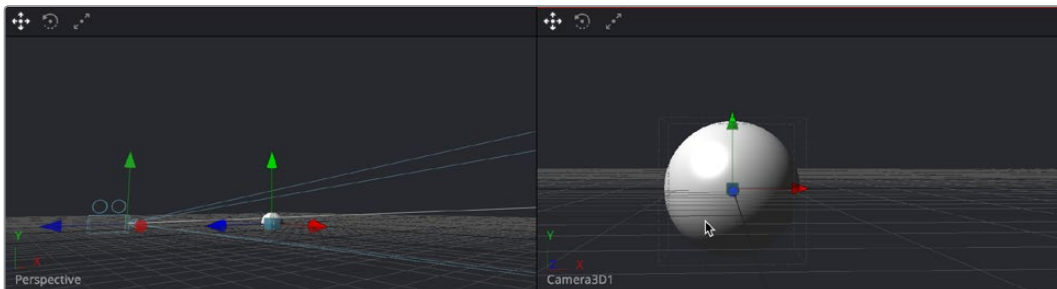 Y
X
Perspective
Y
Z X
Camera3D1